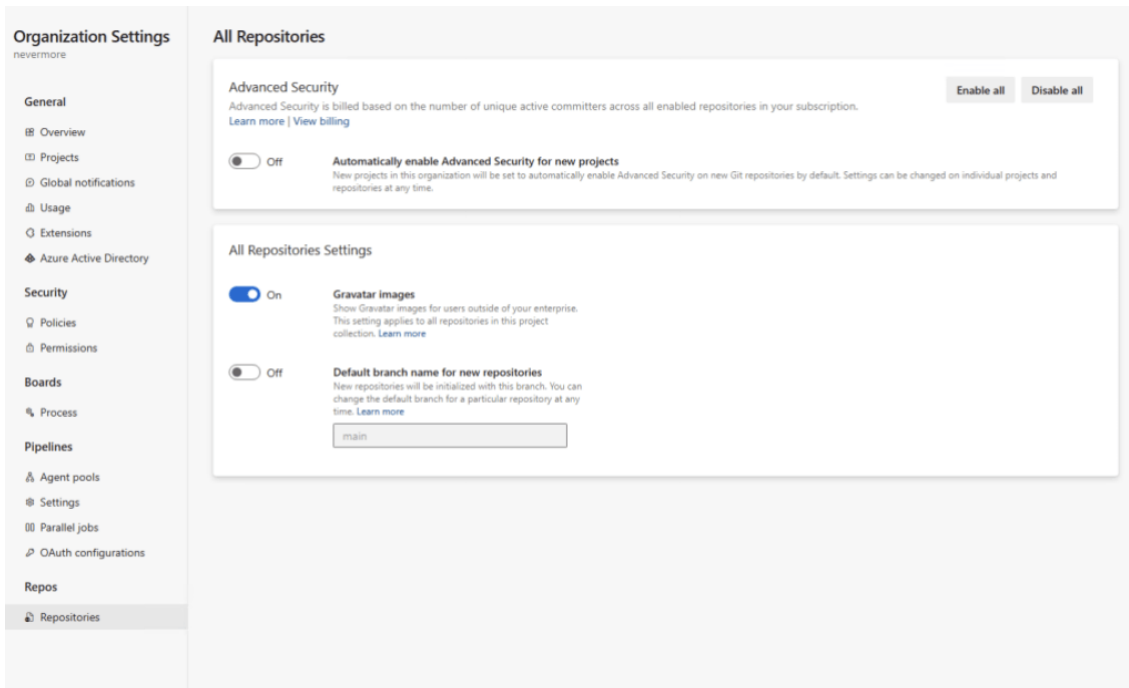 Organization Settings
nevermore
General
Overview
Projects
Global notifications
Usage
Extensions
Azure Active Directory
Security
Policies
Permissions
Boards
Process
Pipelines
Agent pools
Settings
Parallel jobs
OAuth configurations
Repos
Repositories
All Repositories
Advanced Security
Advanced Security is billed based on the number of unique active committers across all enabled repositories in your subscription.
Learn more | View billing
Enable all
Disable all
Off
Automatically enable Advanced Security for new projects
New projects in this organization will be set to automatically enable Advanced Security on new Git repositories by default. Settings can be changed on individual projects and
repositories at any time.
All Repositories Settings
On
Gravatar images
Show Gravatar images for users outside of your enterprise.
This setting applies to all repositories in this project
collection. Learn more
Off
Default branch name for new repositories
New repositories will be initialized with this branch. You can
change the default branch for a particular repository at any
time. Learn more
main